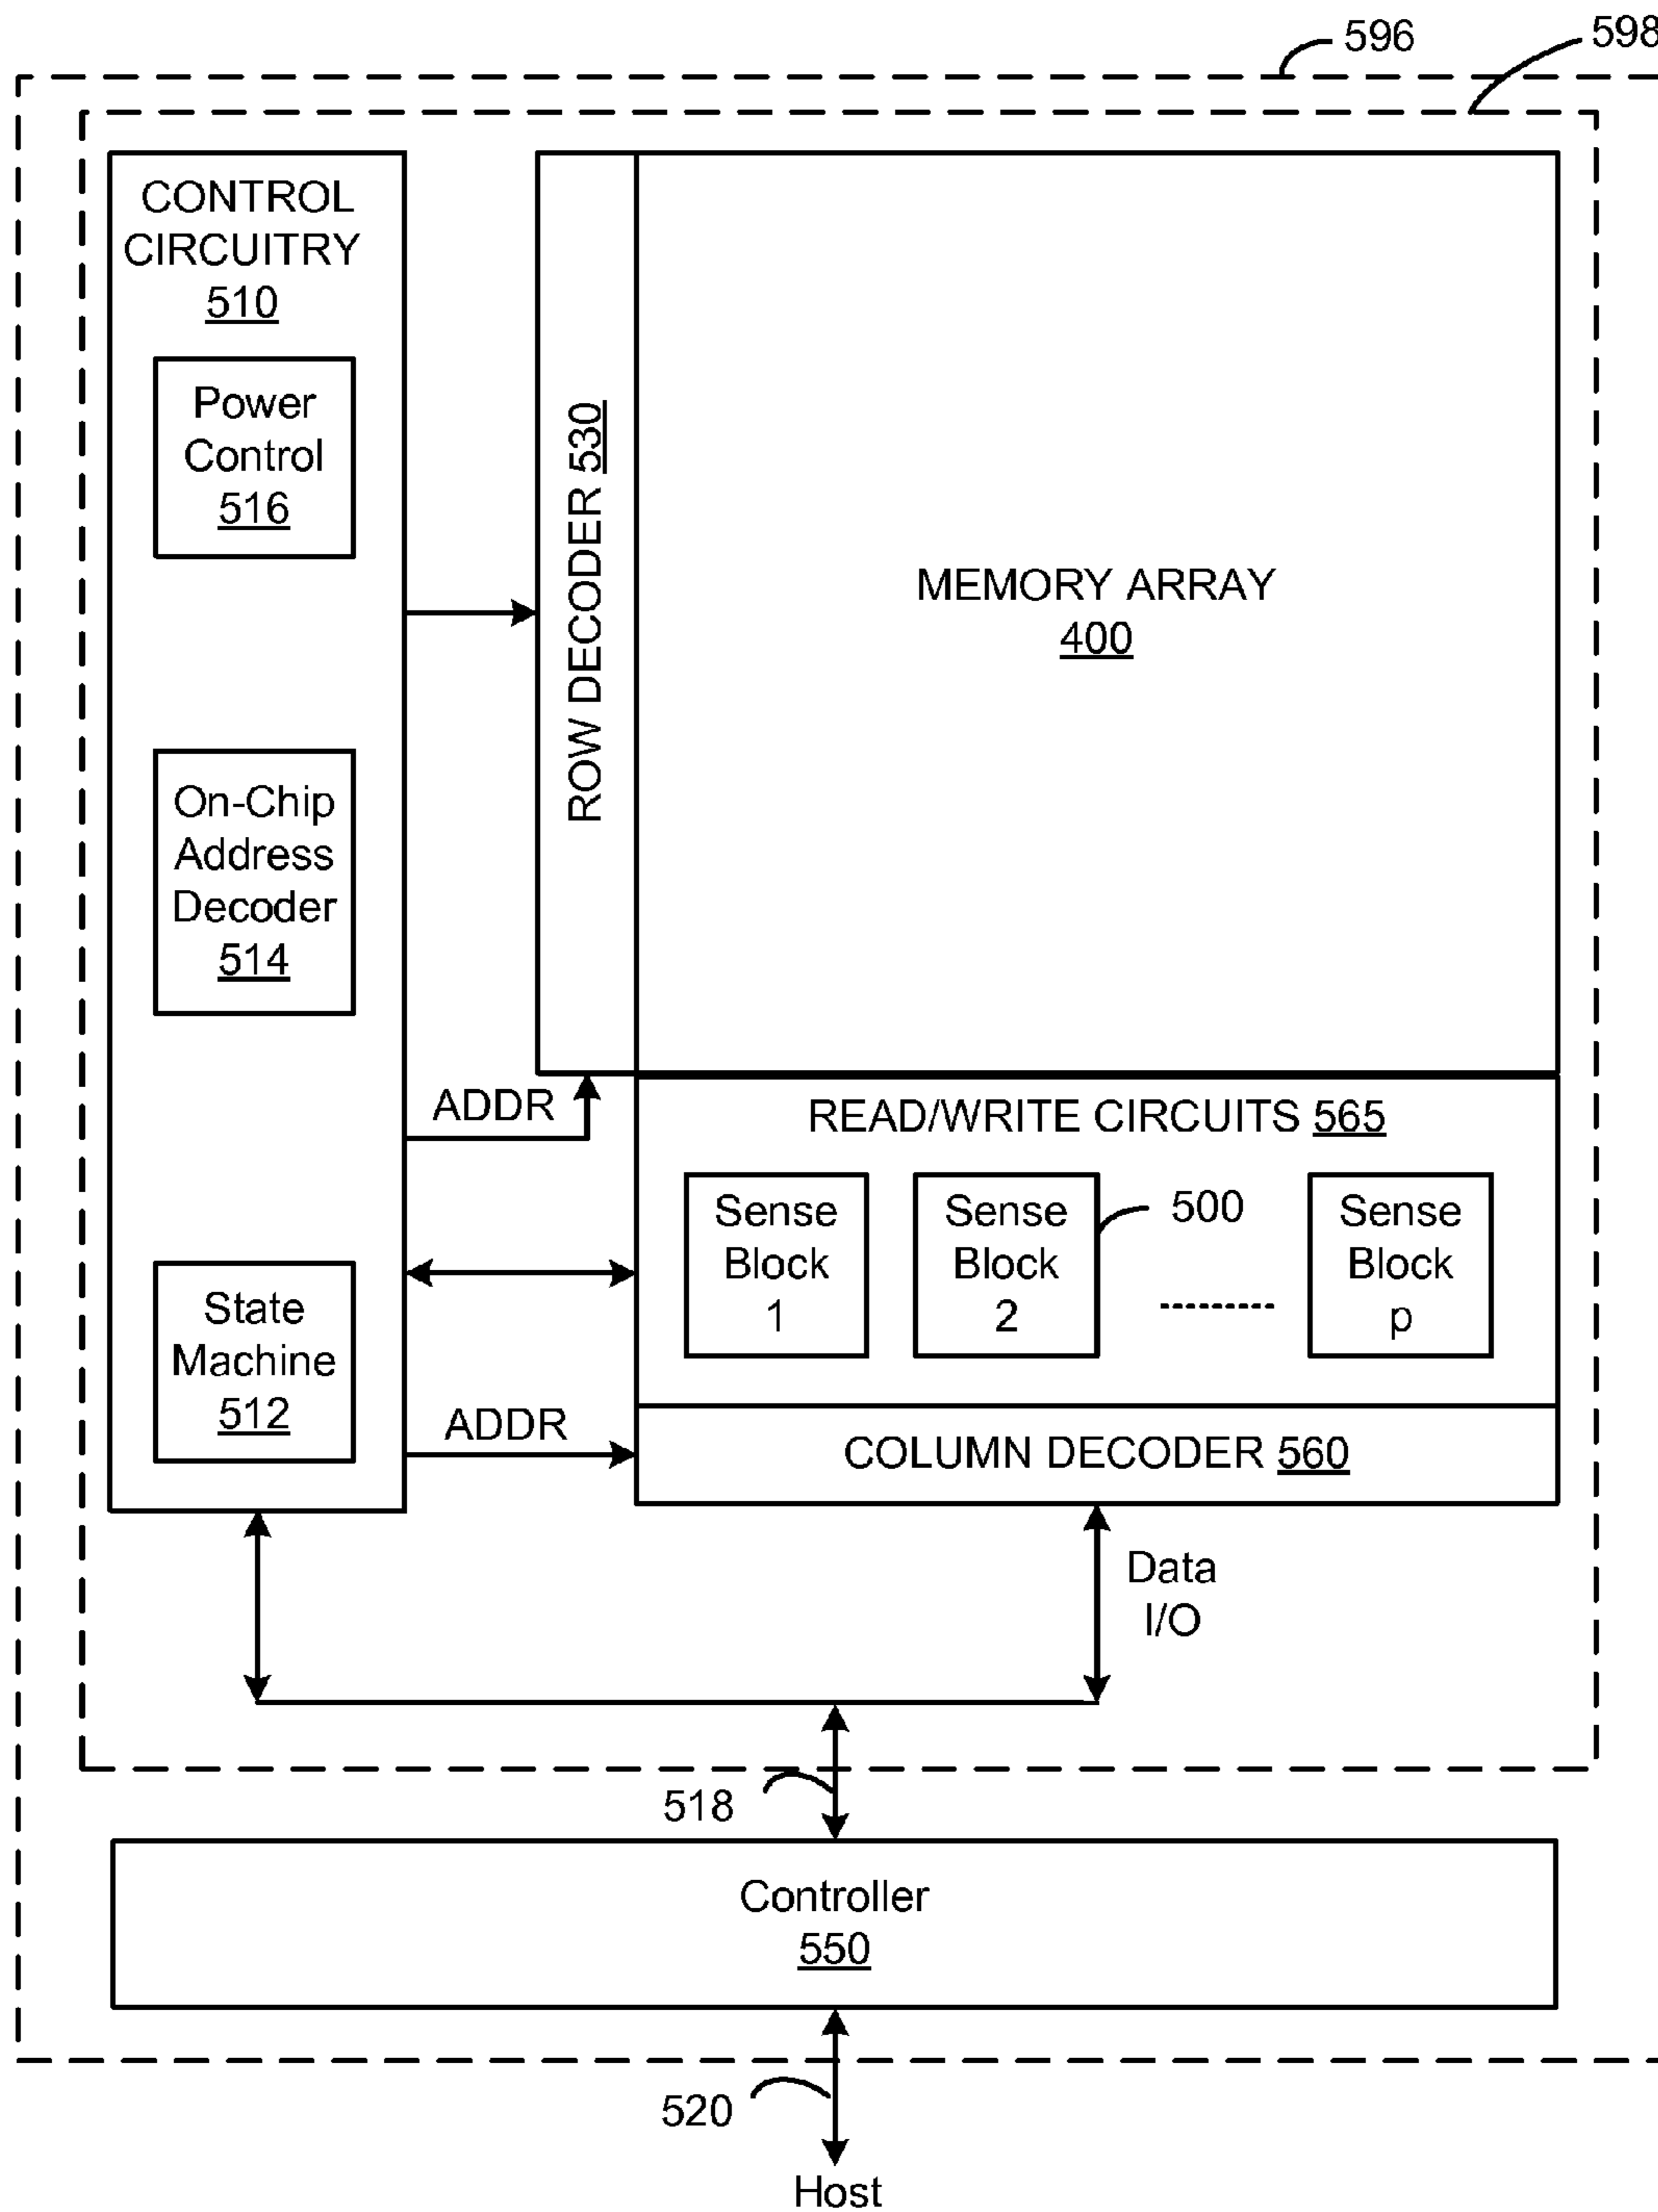 596
598
CONTROL
CIRCUITRY
510
Power
Control
516
On-Chip
Address
Decoder
514
State
Machine
512
ROW DECODER 530
MEMORY ARRAY
400
ADDR
READ/WRITE CIRCUITS 565
Sense
Block
1
Sense
Block
2
500
Sense
Block
p
ADDR
COLUMN DECODER 560
Data
I/O
518
Controller
550
520
Host